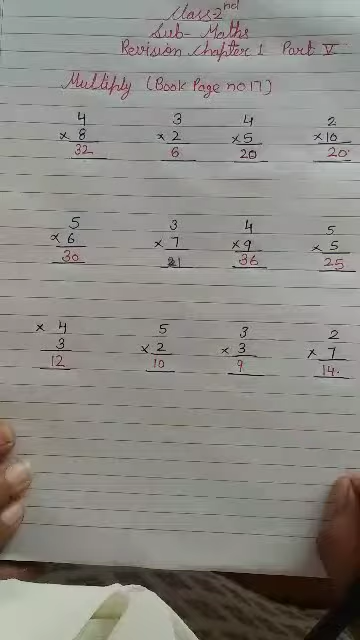 Class 2nd
Sub- Maths
Revision Chapter 1 Part V
Multiply (Book Page no 17)
4 3 4 2
× 8 × 2 × 5 × 10
32 6 20 20
5 3 4 5
× 6 × 7 × 9 × 5
30 21 36 25
× 4 5 3 2
3 × 2 × 3 × 7
12 10 9 14.